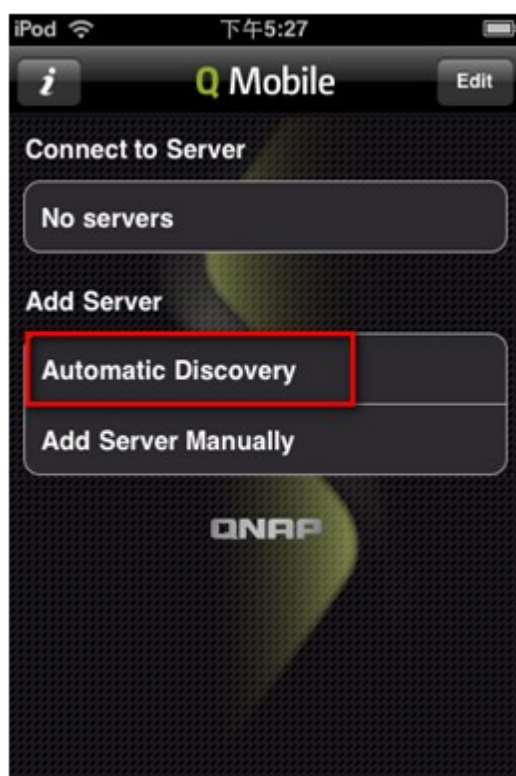 iPod 下午5:27
i Q Mobile Edit
Connect to Server
No servers
Add Server
Automatic Discovery
Add Server Manually
QNAP